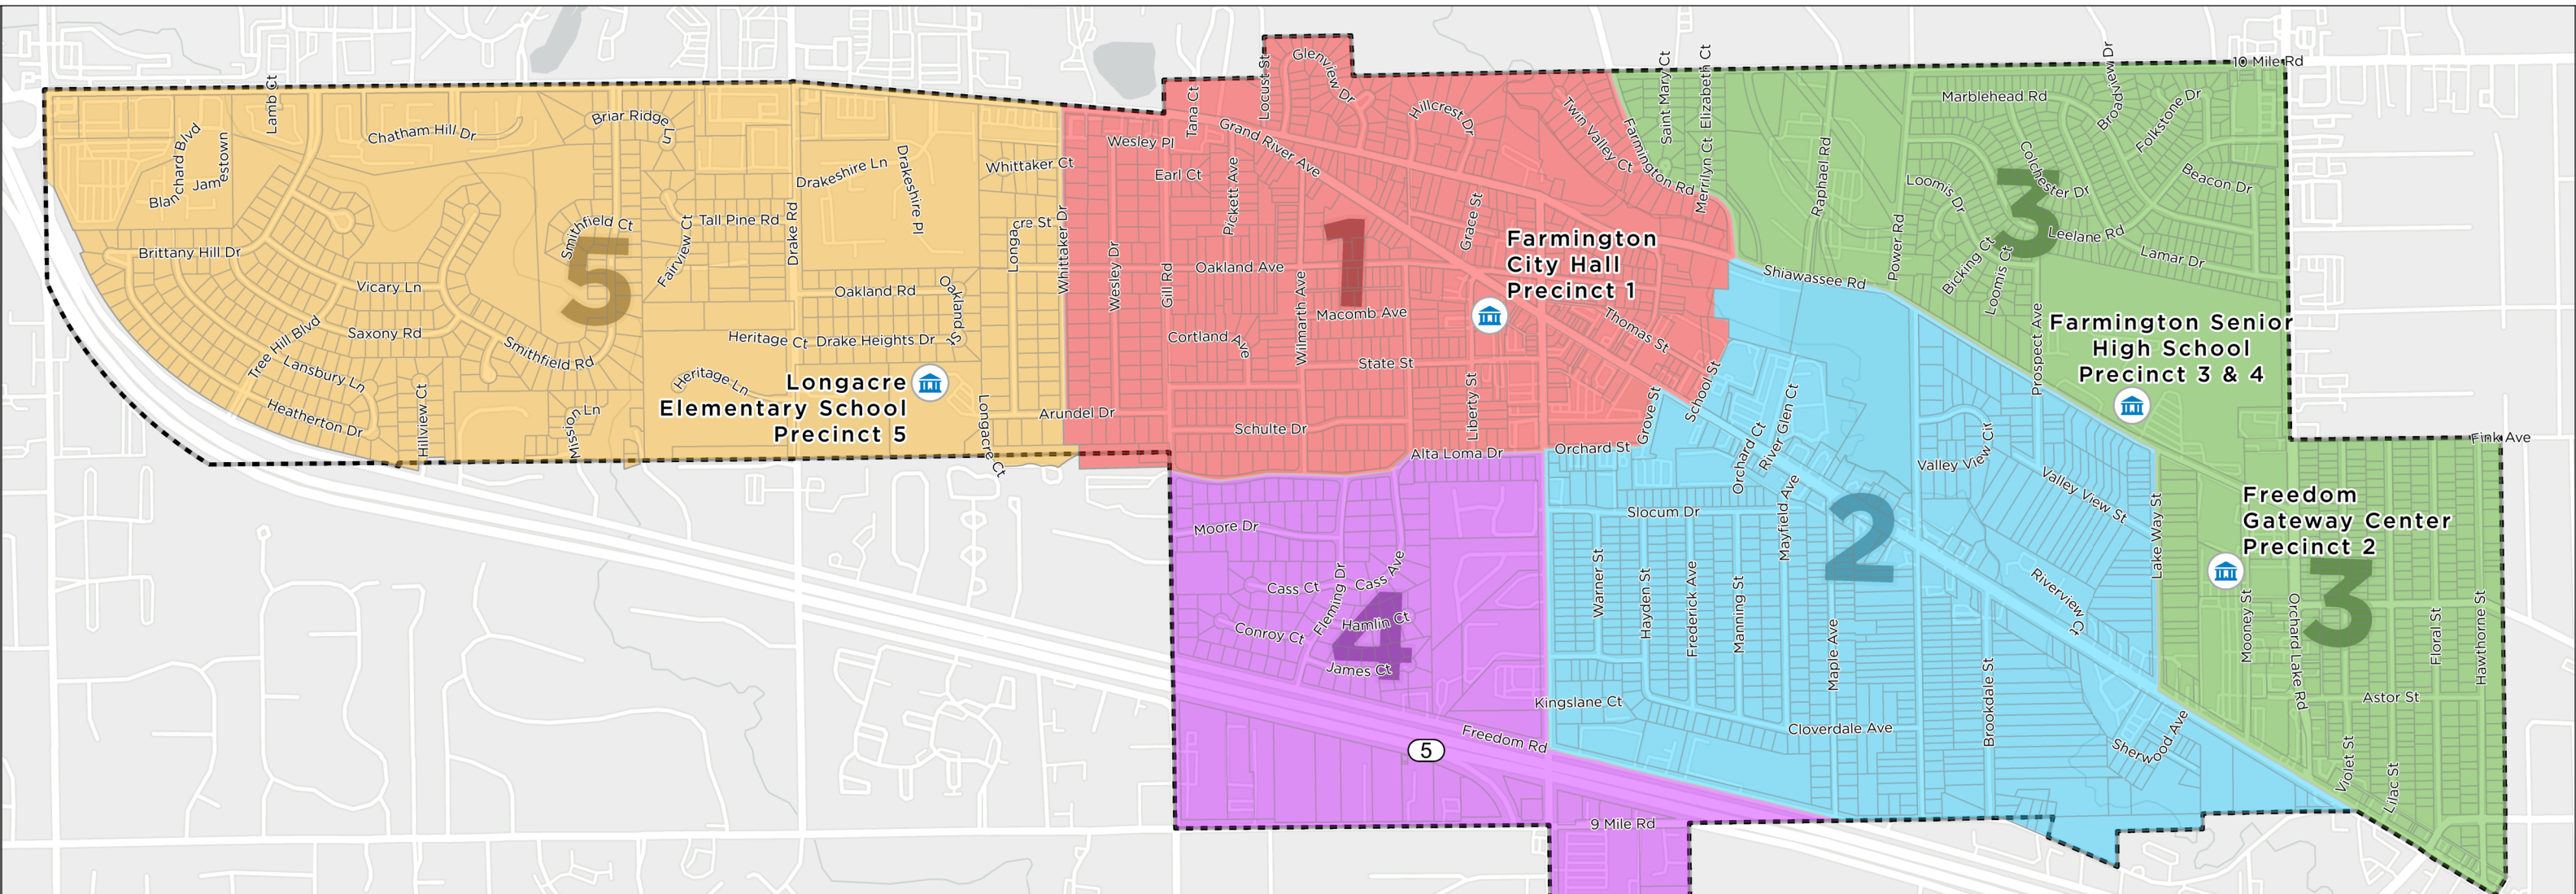 10 Mile Rd
Lamb Ct
Chatham Hill Dr
Blanchard Blvd
Jamestown
Briar Ridge Ln
Drakeshire Ln
Drakeshire Pl
Whittaker Ct
Smithfield Ct
Fairview Ct
Tall Pine Rd
Drake Rd
Longacre St
Whittaker Dr
Brittany Hill Dr
Vicary Ln
5
Oakland Rd
Oakland St
Saxony Rd
Tree Hill Blvd
Smithfield Rd
Heritage Ct
Drake Heights Dr
Lansbury Ln
Heritage Ln
Heatherton Dr
Hillview Ct
Mission Ln
Longacre
Elementary School
Precinct 5
Longacre Ct
Arundel Dr
Tana Ct
Locust St
Glenview Dr
Hillcrest Dr
Twin Valley Ct
Farmington Rd
Wesley Pl
Earl Ct
Grand River Ave
Pickett Ave
Grace St
1
Wesley Dr
Gill Rd
Oakland Ave
Wilmarth Ave
Macomb Ave
Cortland Ave
State St
Liberty St
Schulte Dr
Thomas St
School St
Grove St
Farmington
City Hall
Precinct 1
Saint Mary Ct
Elizabeth Ct
Merrilyn Ct
Raphael Rd
Power Rd
Marblehead Rd
Broadview Dr
Folkstone Dr
Colchester Dr
Beacon Dr
Loomis Dr
3
Leelane Rd
Lamar Dr
Bicking Ct
Loomis Ct
Shiawassee Rd
Prospect Ave
Farmington Senior
High School
Precinct 3 & 4
Fink Ave
Alta Loma Dr
Orchard St
Orchard Ct
River Glen Ct
Mayfield Ave
Valley View Cir
Valley View St
Lake Way St
Slocum Dr
2
Warner St
Hayden St
Frederick Ave
Manning St
Maple Ave
Brookdale St
Riverview Ct
Kingslane Ct
Cloverdale Ave
Sherwood Ave
Freedom
Gateway Center
Precinct 2
3
Mooney St
Orchard Lake Rd
Floral St
Hawthorne St
Astor St
Violet St
Lilac St
Moore Dr
Cass Ct
Cass Ave
Fleming Dr
Hamlin Ct
Conroy Ct
4
James Ct
Freedom Rd
5
9 Mile Rd